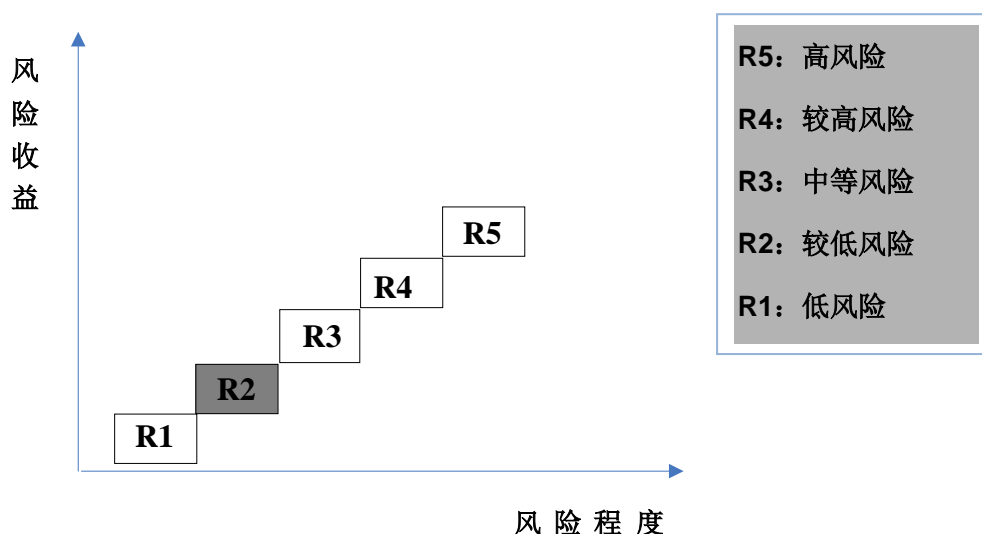 风险收益
R5
R4
R3
R2
R1
风险程度
R5：高风险
R4：较高风险
R3：中等风险
R2：较低风险
R1：低风险